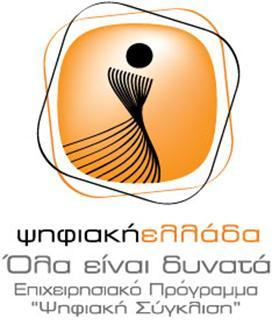 ψηφιακήελλάδα
Όλα είναι δυνατά
Επιχειρησιακό Πρόγραμμα
"Ψηφιακή Σύγκλιση"